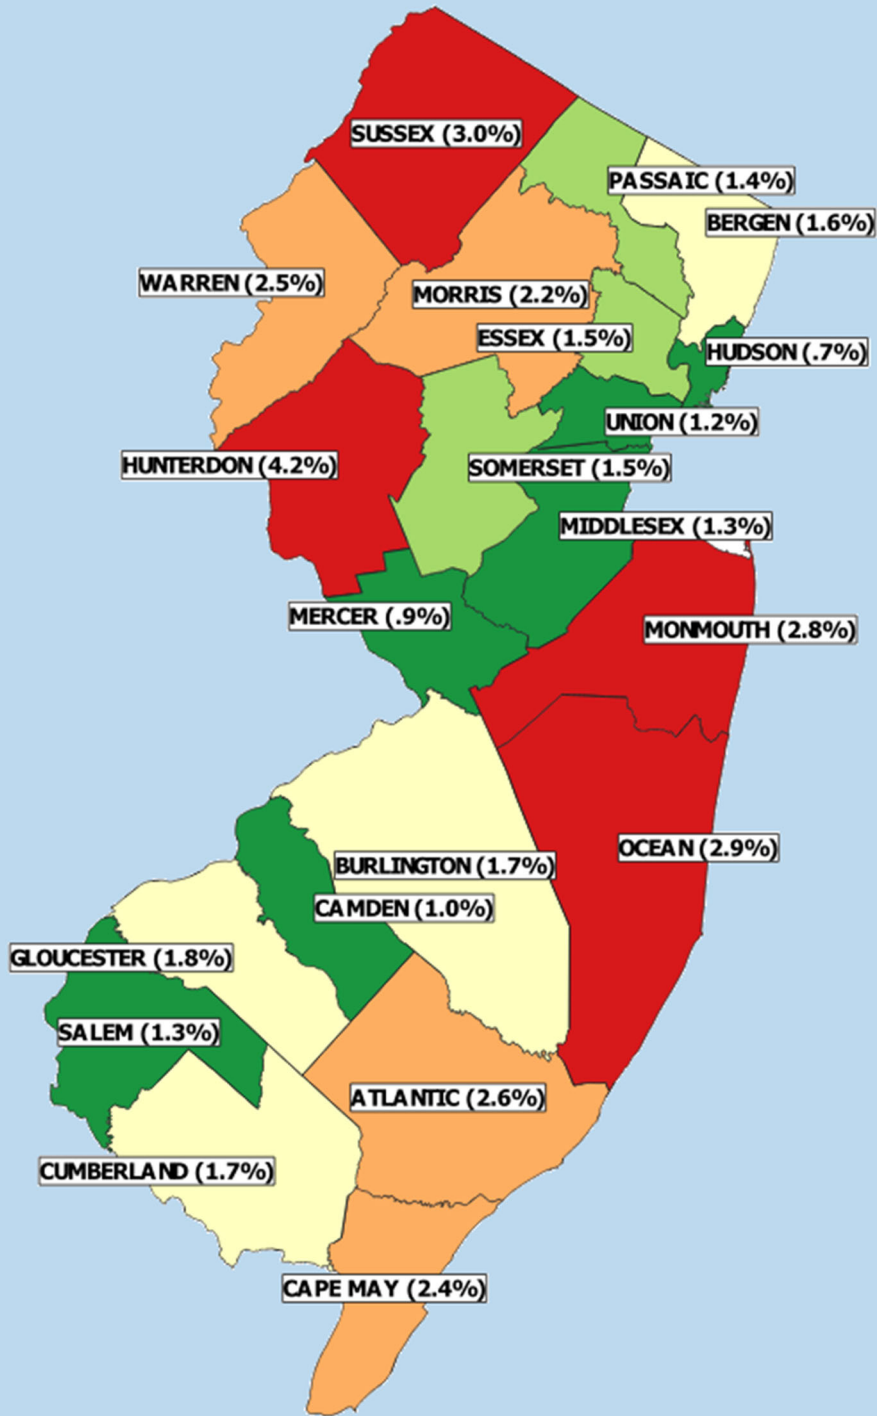 SUSSEX (3.0%)
PASSAIC (1.4%)
BERGEN (1.6%)
WARREN (2.5%)
MORRIS (2.2%)
ESSEX (1.5%)
HUDSON (.7%)
UNION (1.2%)
HUNTERDON (4.2%)
SOMERSET (1.5%)
MIDDLESEX (1.3%)
MERCER (.9%)
MONMOUTH (2.8%)
OCEAN (2.9%)
BURLINGTON (1.7%)
CAMDEN (1.0%)
GLOUCESTER (1.8%)
SALEM (1.3%)
ATLANTIC (2.6%)
CUMBERLAND (1.7%)
CAPE MAY (2.4%)